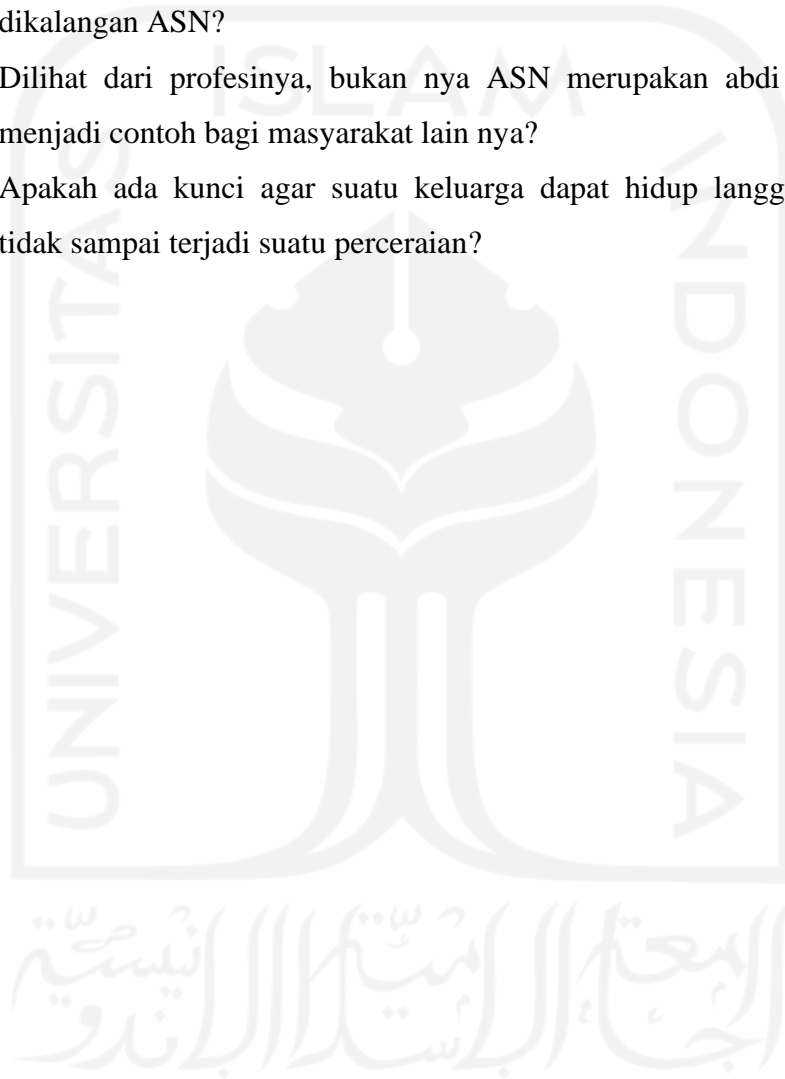 dikalangan ASN?
Dilihat dari profesinya, bukan nya ASN merupakan abdi
menjadi contoh bagi masyarakat lain nya?
Apakah ada kunci agar suatu keluarga dapat hidup langg
tidak sampai terjadi suatu perceraian?
ISLAM
UNIVERSITAS
INDONESIA